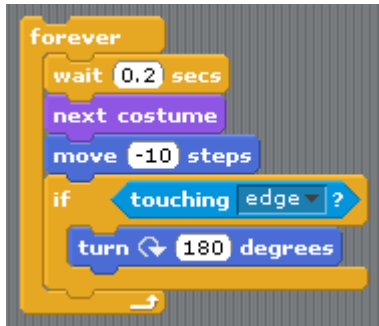 forever
wait 0.2 secs
next costume
move -10 steps
if touching edge ?
turn 180 degrees